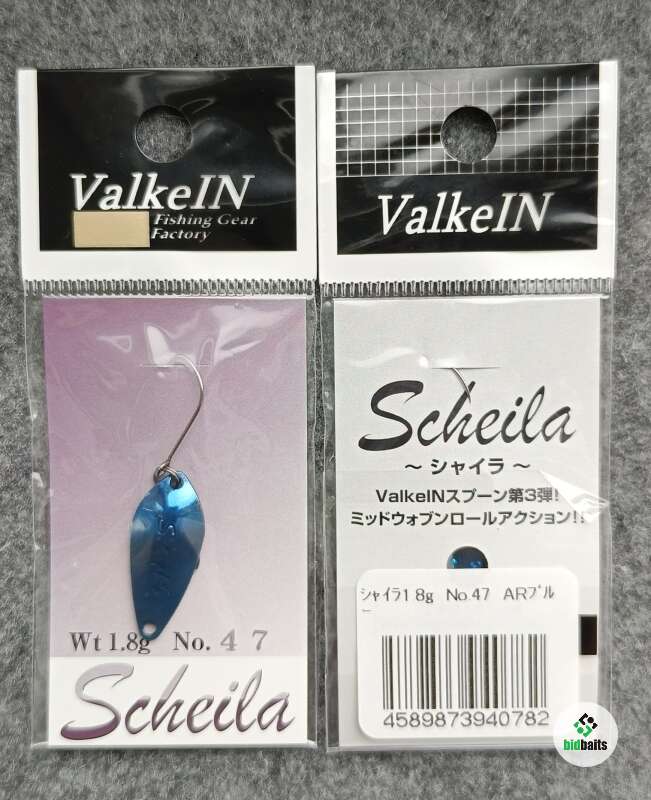 ValkeIN
Fishing Gear
Factory
Wt 1.8g No. 4 7
Scheila
ValkeIN
Scheila
～ シャイラ ～
ValkeINスプーン第3弾!
ミッドウォブンロールアクション!!
シャイラ1.8g No.47 ARﾌﾞﾙ
ｰ
4589873940782
bidbaits